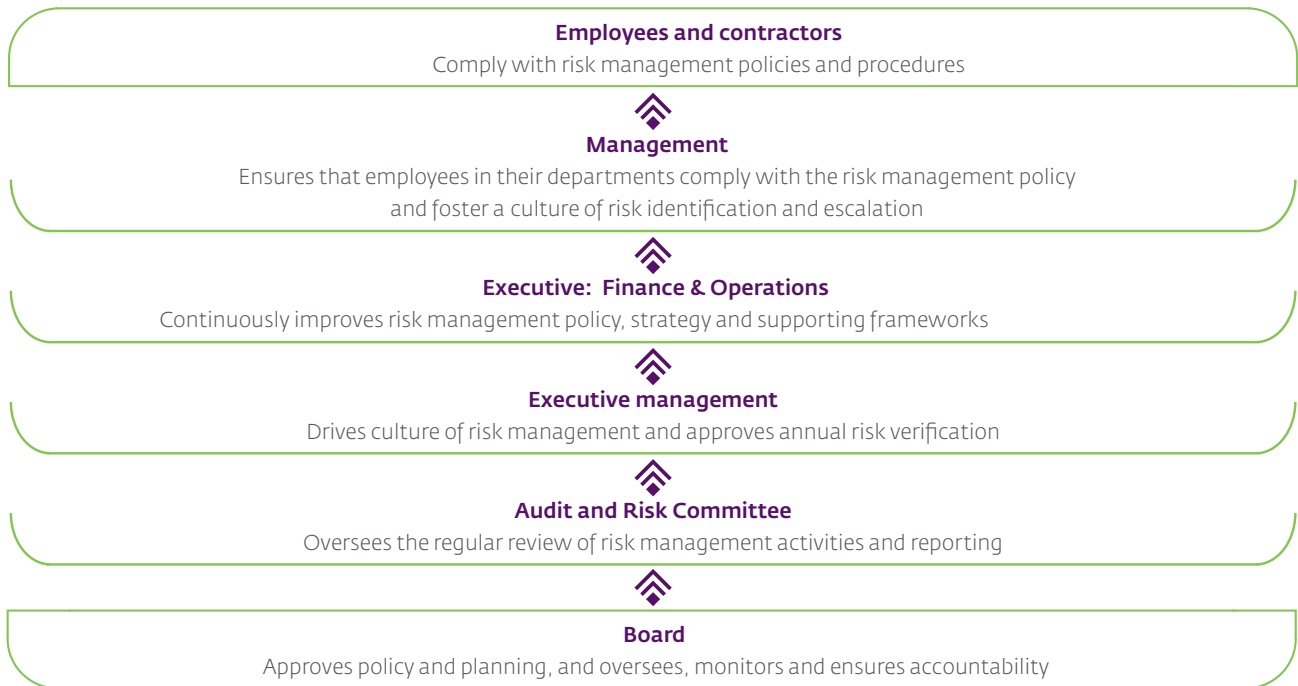 Employees and contractors
Comply with risk management policies and procedures
Management
Ensures that employees in their departments comply with the risk management policy
and foster a culture of risk identification and escalation
Executive:  Finance & Operations
Continuously improves risk management policy, strategy and supporting frameworks
Executive management
Drives culture of risk management and approves annual risk verification
Audit and Risk Committee
Oversees the regular review of risk management activities and reporting
Board
Approves policy and planning, and oversees, monitors and ensures accountability